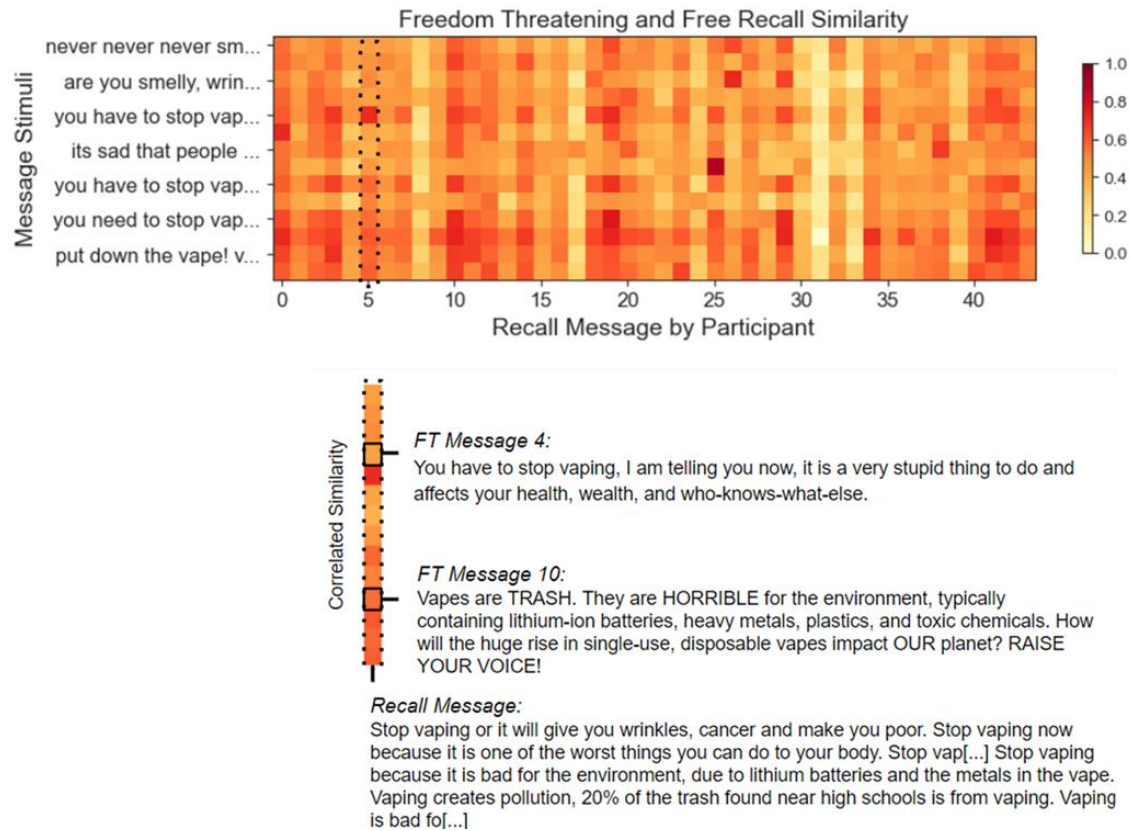 Freedom Threatening and Free Recall Similarity
Message Stimuli
never never never sm...
are you smelly, wrin...
you have to stop vap...
its sad that people ...
you have to stop vap...
you need to stop vap...
put down the vape! v...
0 5 10 15 20 25 30 35 40
Recall Message by Participant
1.0
0.8
0.6
0.4
0.2
0.0
Correlated Similarity
FT Message 4:
You have to stop vaping, I am telling you now, it is a very stupid thing to do and
affects your health, wealth, and who-knows-what-else.
FT Message 10:
Vapes are TRASH. They are HORRIBLE for the environment, typically
containing lithium-ion batteries, heavy metals, plastics, and toxic chemicals. How
will the huge rise in single-use, disposable vapes impact OUR planet? RAISE
YOUR VOICE!
Recall Message:
Stop vaping or it will give you wrinkles, cancer and make you poor. Stop vaping now
because it is one of the worst things you can do to your body. Stop vap[...] Stop vaping
because it is bad for the environment, due to lithium batteries and the metals in the vape.
Vaping creates pollution, 20% of the trash found near high schools is from vaping. Vaping
is bad fo[...]